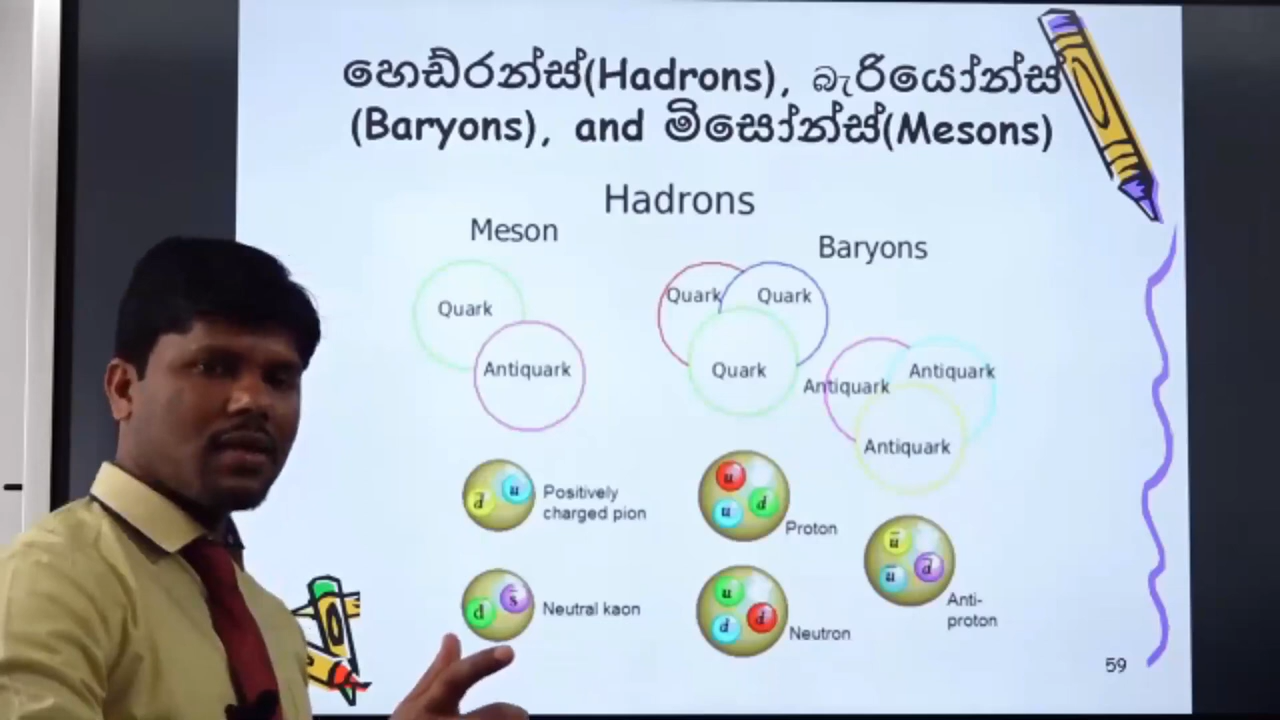 හෙඩ්රන්ස්(Hadrons), බැරියෝන්ස්
(Baryons), and මිසෝන්ස්(Mesons)
Hadrons
Meson
Baryons
Quark
Antiquark
Quark Quark
Quark
Antiquark Antiquark
Antiquark
d̅ u Positively
charged pion
u
u d Proton
u̅
u̅ d̅ Anti-
proton
d s̅ Neutral kaon
u
d d Neutron
59